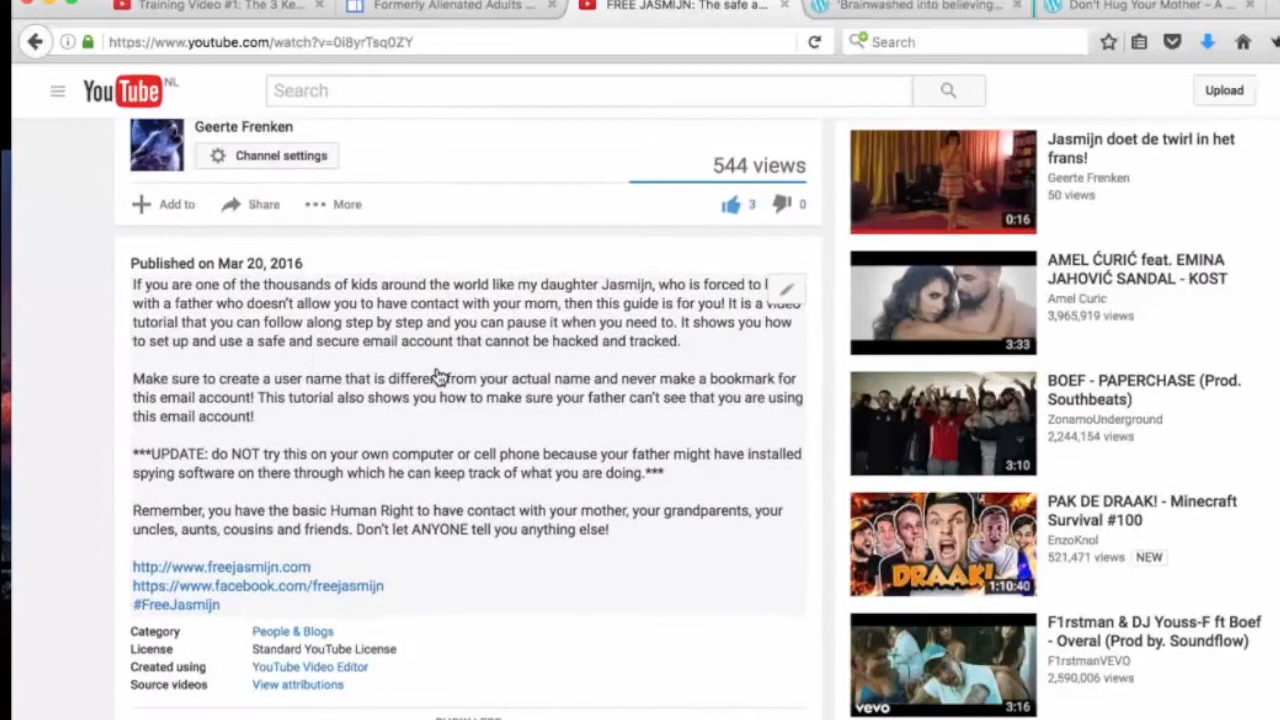 Training Video #1: The 3 Ke...
Formerly Alienated Adults ...
FREE JASMIJN: The safe a...
'Brainwashed into believing...
Don't Hug Your Mother – A ...
https://www.youtube.com/watch?v=0i8yrTsq0ZY
Search
YouTube NL
Search
Upload
Geerte Frenken
Channel settings
544 views
Add to
Share
More
3
0
Published on Mar 20, 2016
If you are one of the thousands of kids around the world like my daughter Jasmijn, who is forced to
with a father who doesn't allow you to have contact with your mom, then this guide is for you! It is a video
tutorial that you can follow along step by step and you can pause it when you need to. It shows you how
to set up and use a safe and secure email account that cannot be hacked and tracked.
Make sure to create a user name that is different from your actual name and never make a bookmark for
this email account! This tutorial also shows you how to make sure your father can't see that you are using
this email account!
***UPDATE: do NOT try this on your own computer or cell phone because your father might have installed
spying software on there through which he can keep track of what you are doing.***
Remember, you have the basic Human Right to have contact with your mother, your grandparents, your
uncles, aunts, cousins and friends. Don't let ANYONE tell you anything else!
http://www.freejasmijn.com
https://www.facebook.com/freejasmijn
#FreeJasmijn
Category People & Blogs
License Standard YouTube License
Created using YouTube Video Editor
Source videos View attributions
Jasmijn doet de twirl in het
frans!
Geerte Frenken
50 views
0:16
AMEL ĆURIĆ feat. EMINA
JAHOVIĆ SANDAL - KOST
Amel Curic
3,965,919 views
3:33
BOEF - PAPERCHASE (Prod.
Southbeats)
ZonamoUnderground
2,244,154 views
3:10
PAK DE DRAAK! - Minecraft
Survival #100
EnzoKnol
521,471 views NEW
DRAAK!
1:10:40
F1rstman & DJ Youss-F ft Boef
- Overal (Prod by. Soundflow)
F1rstmanVEVO
2,590,006 views
vevo
3:16